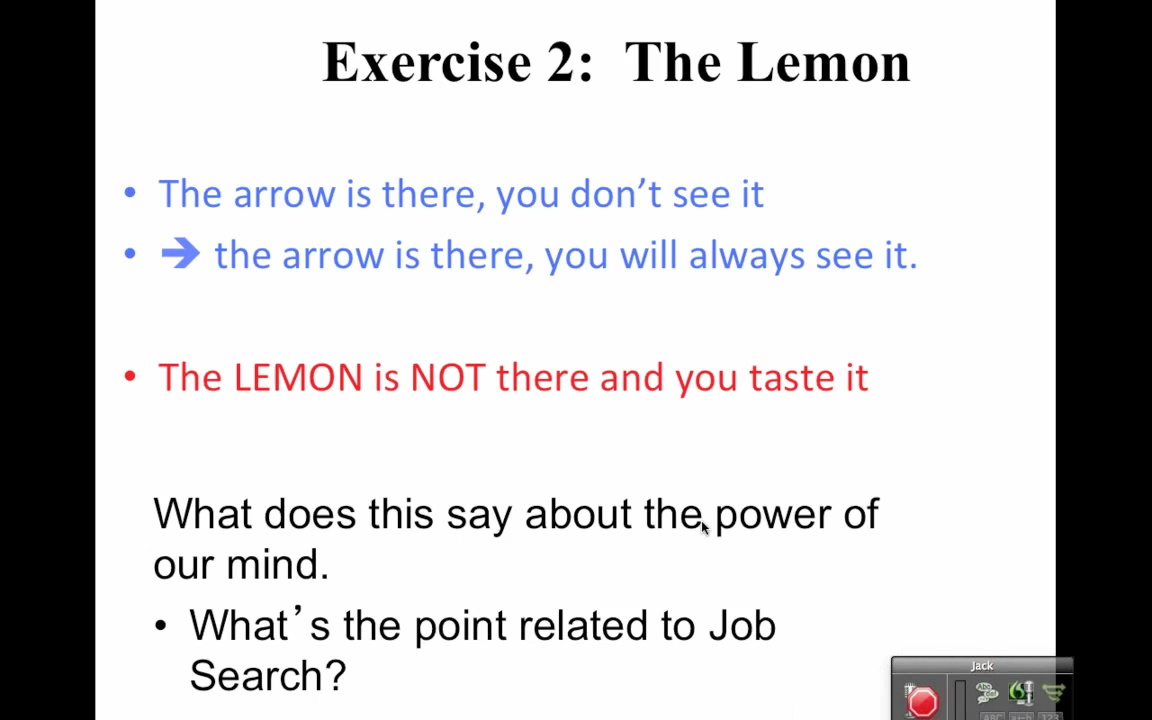 Exercise 2: The Lemon
• The arrow is there, you don’t see it
• ➔ the arrow is there, you will always see it.
• The LEMON is NOT there and you taste it
What does this say about the power of
our mind.
• What’s the point related to Job
Search?
Jack